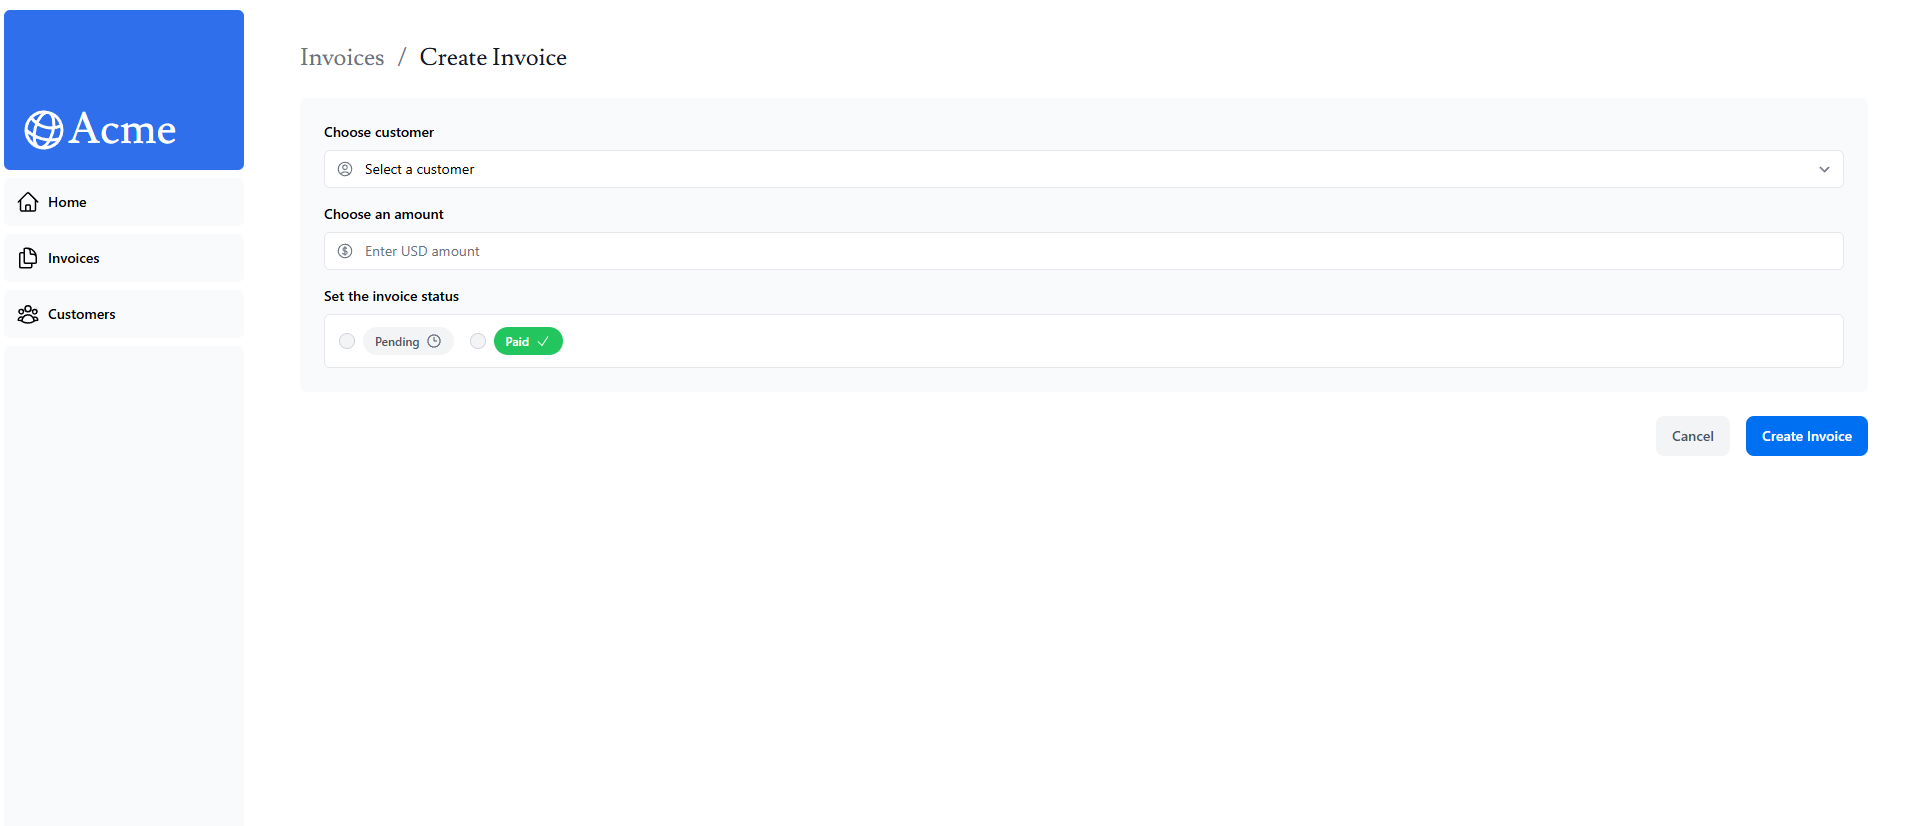 Acme
Home
Invoices
Customers
Invoices / Create Invoice
Choose customer
Select a customer
Choose an amount
Enter USD amount
Set the invoice status
Pending Paid
Cancel Create Invoice